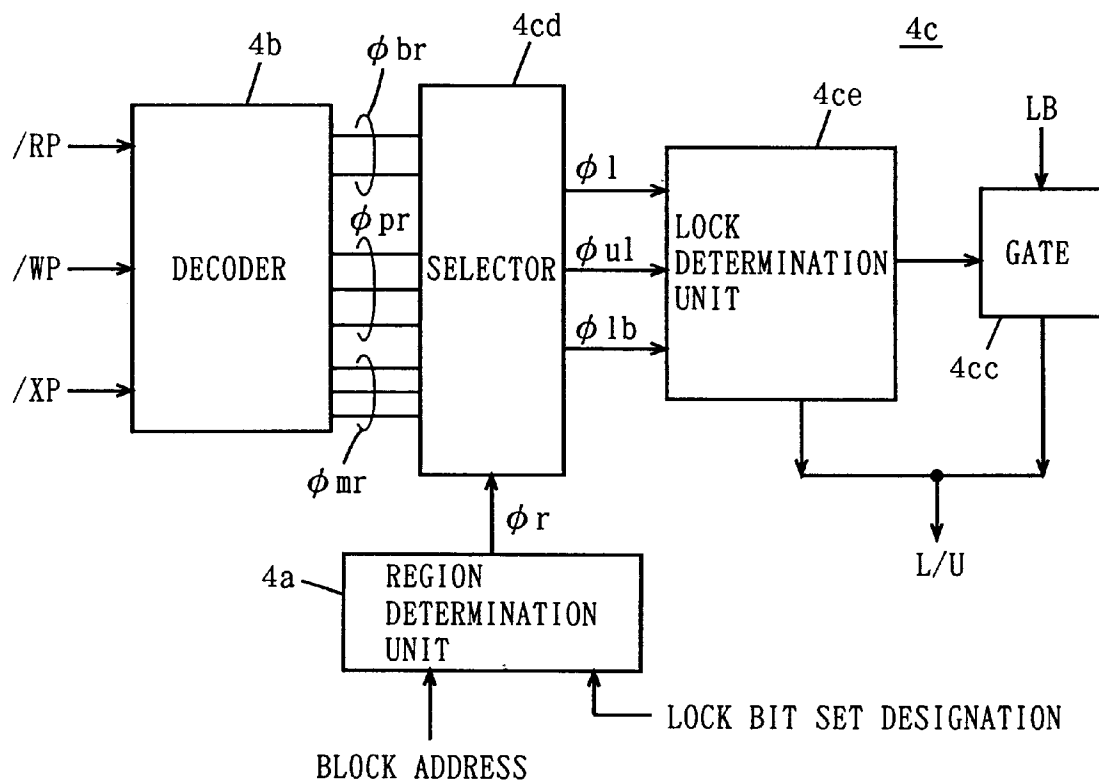 4c
4b
φbr
4cd
4ce
LB
/RP
/WP
/XP
DECODER
φpr
φmr
SELECTOR
φl
φul
φlb
LOCK
DETERMINATION
UNIT
GATE
4cc
L/U
φr
4a
REGION
DETERMINATION
UNIT
LOCK BIT SET DESIGNATION
BLOCK ADDRESS